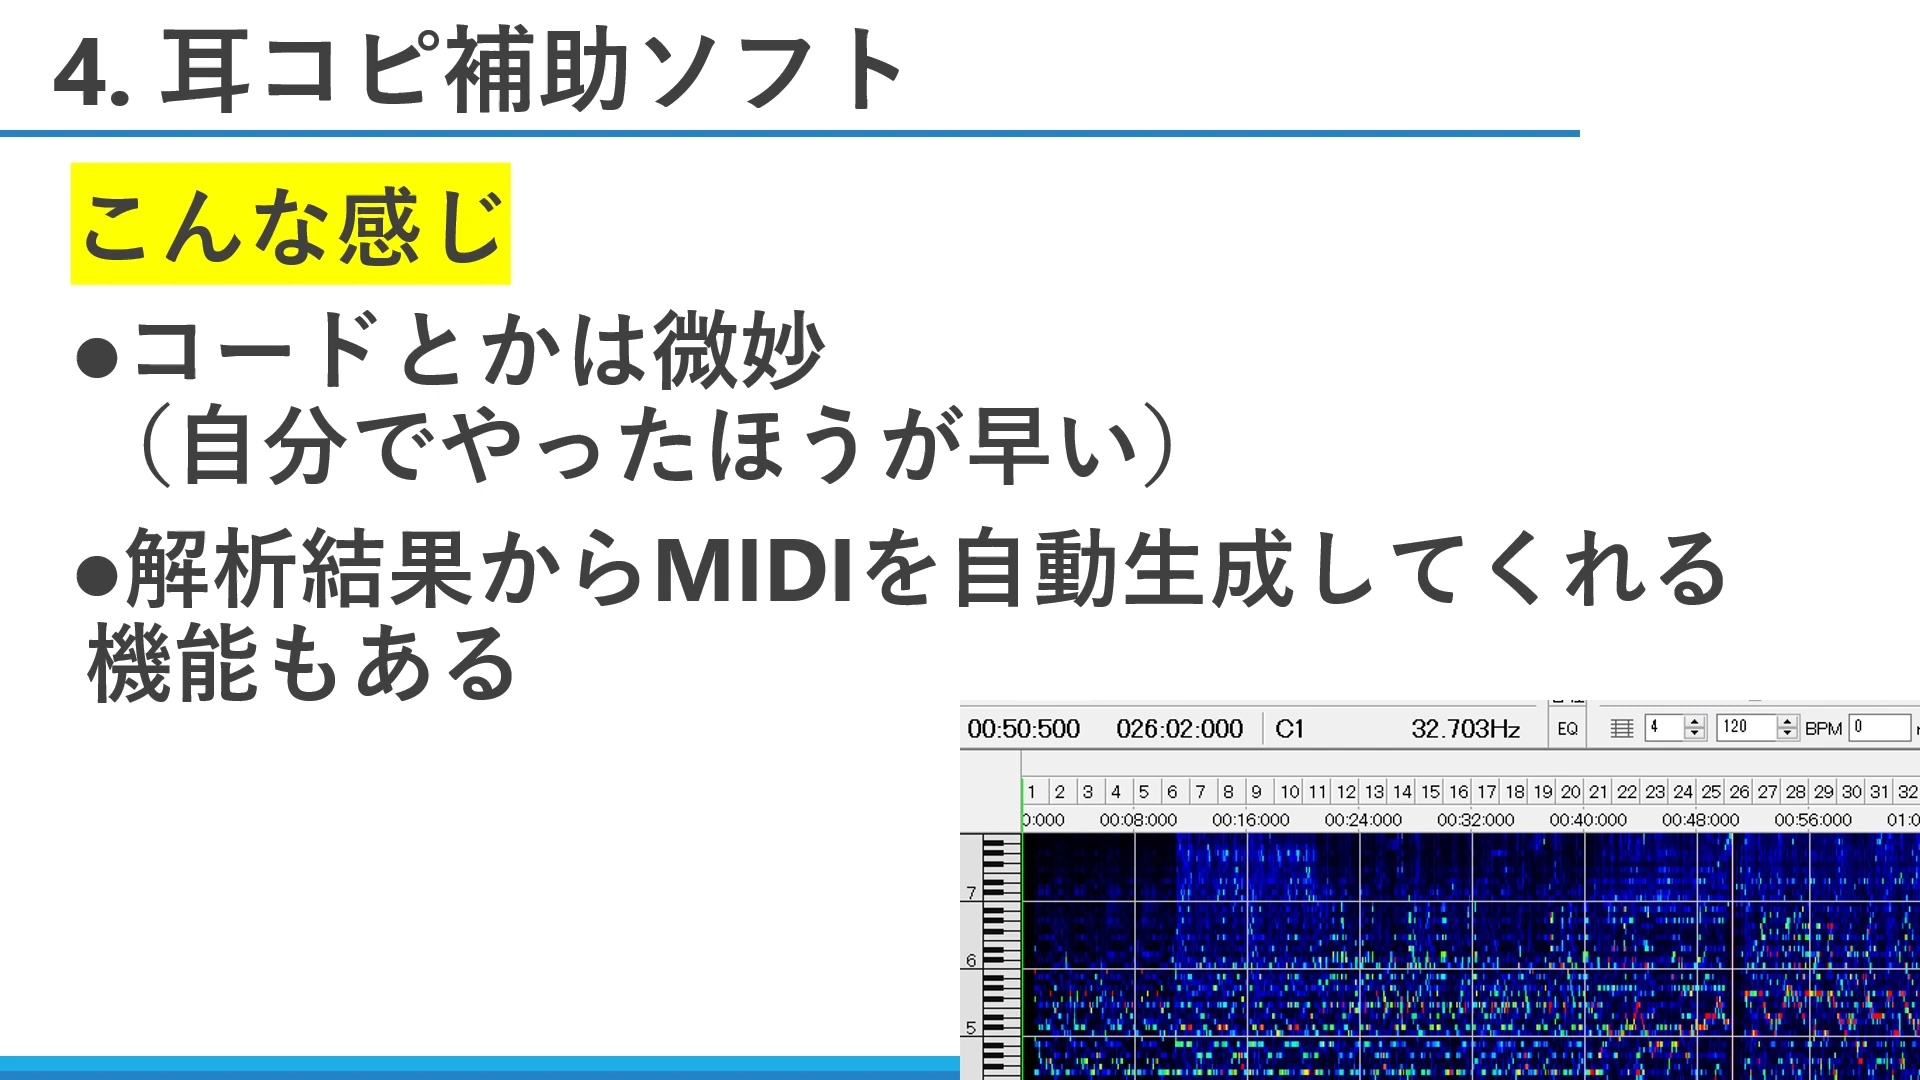 4. 耳コピ補助ソフト
こんな感じ
●コードとかは微妙
（自分でやったほうが早い）
●解析結果からMIDIを自動生成してくれる
機能もある
00:50:500 026:02:000 C1 32.703Hz EQ 4 120 BPM 0
1 2 3 4 5 6 7 8 9 10 11 12 13 14 15 16 17 18 19 20 21 22 23 24 25 26 27 28 29 30 31 32
0:000 00:08:000 00:16:000 00:24:000 00:32:000 00:40:000 00:48:000 00:56:000 01:0
7
6
5